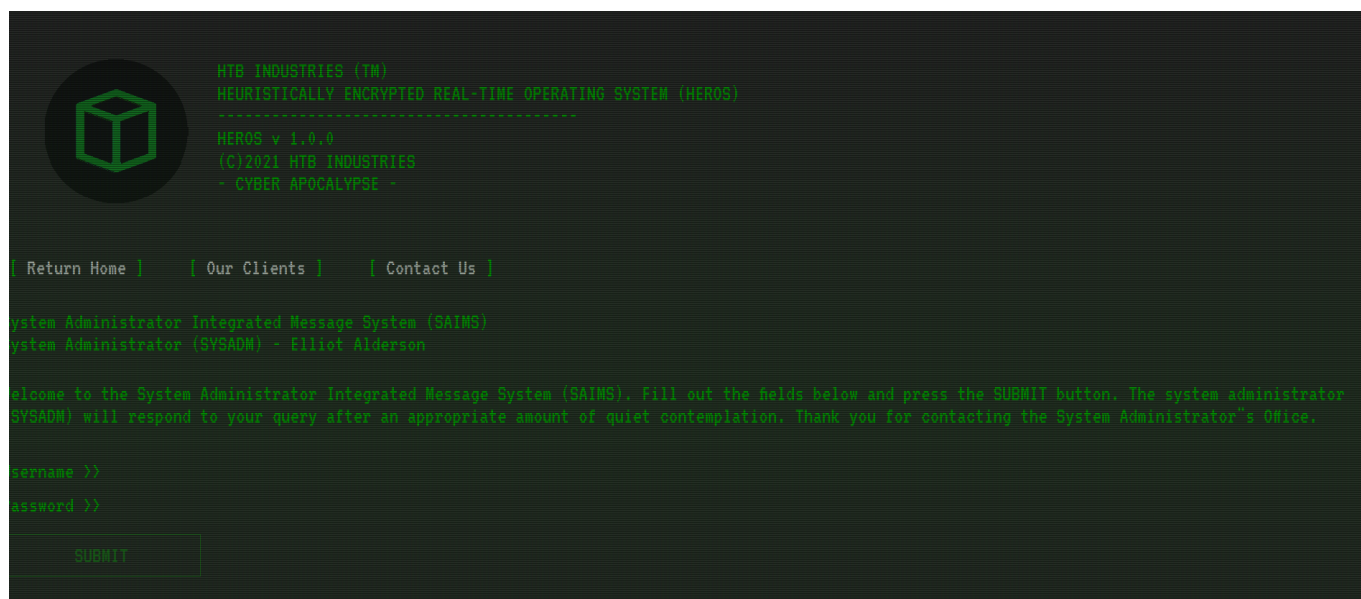 HTB INDUSTRIES (TM)
HEURISTICALLY ENCRYPTED REAL-TIME OPERATING SYSTEM (HEROS)
----------------------------------------
HEROS v 1.0.0
(C)2021 HTB INDUSTRIES
- CYBER APOCALYPSE -
[ Return Home ] [ Our Clients ] [ Contact Us ]
ystem Administrator Integrated Message System (SAIMS)
ystem Administrator (SYSADM) - Elliot Alderson
elcome to the System Administrator Integrated Message System (SAIMS). Fill out the fields below and press the SUBMIT button. The system administrator
SYSADM) will respond to your query after an appropriate amount of quiet contemplation. Thank you for contacting the System Administrator"s Office.
sername >>
assword >>
SUBMIT